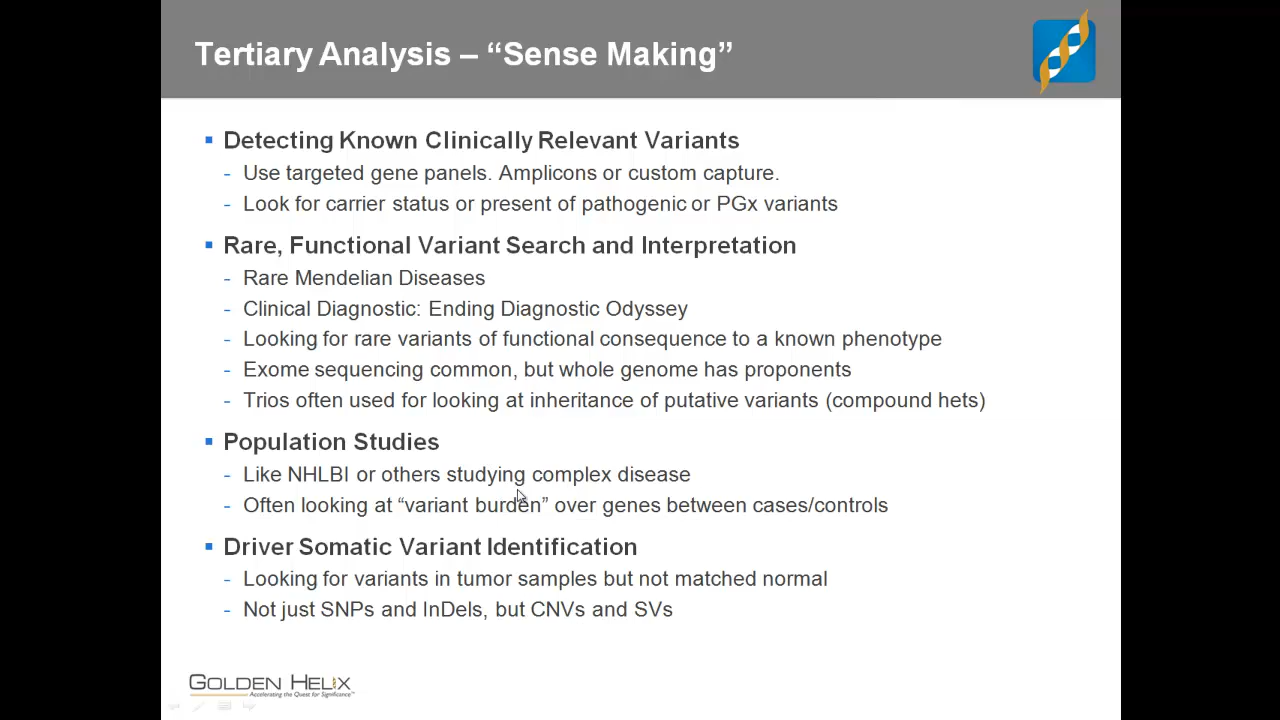 Tertiary Analysis – “Sense Making”
▪ Detecting Known Clinically Relevant Variants
- Use targeted gene panels. Amplicons or custom capture.
- Look for carrier status or present of pathogenic or PGx variants
▪ Rare, Functional Variant Search and Interpretation
- Rare Mendelian Diseases
- Clinical Diagnostic: Ending Diagnostic Odyssey
- Looking for rare variants of functional consequence to a known phenotype
- Exome sequencing common, but whole genome has proponents
- Trios often used for looking at inheritance of putative variants (compound hets)
▪ Population Studies
- Like NHLBI or others studying complex disease
- Often looking at “variant burden” over genes between cases/controls
▪ Driver Somatic Variant Identification
- Looking for variants in tumor samples but not matched normal
- Not just SNPs and InDels, but CNVs and SVs
GOLDEN HELIX
Accelerating the Quest for Significance™